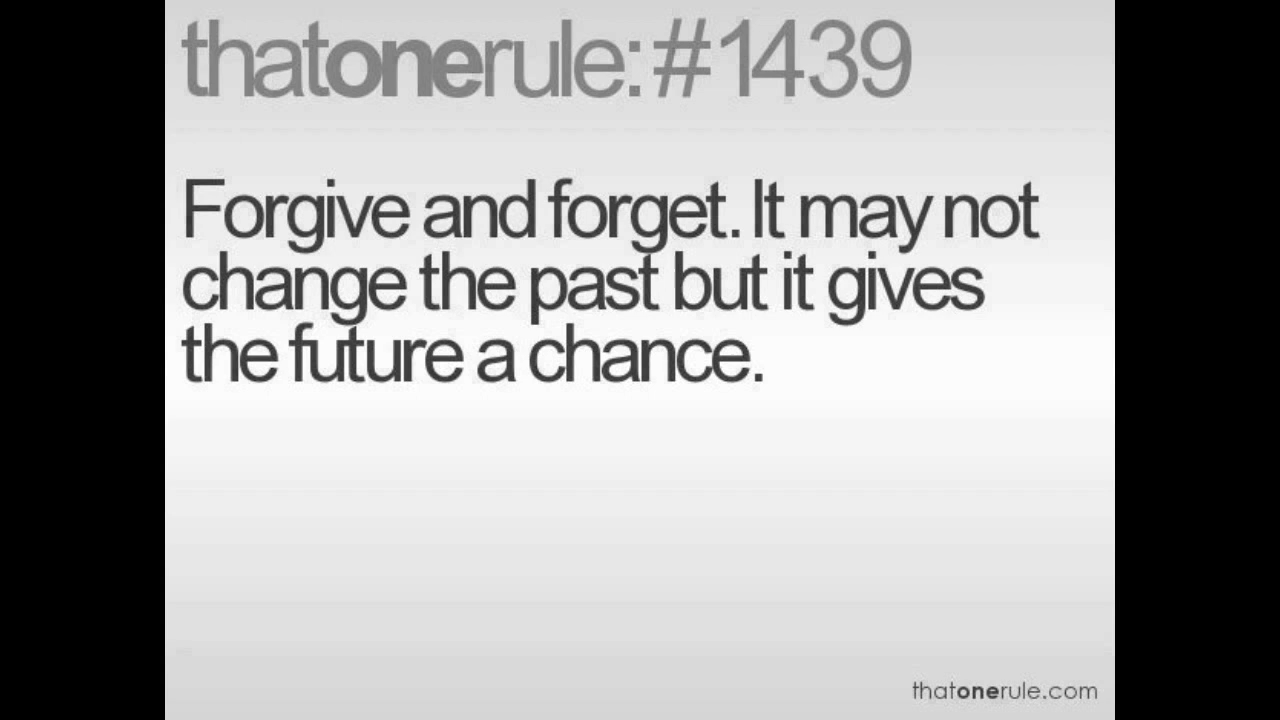 thatonerule: #1439
Forgive and forget. It may not
change the past but it gives
the future a chance.
thatonerule.com